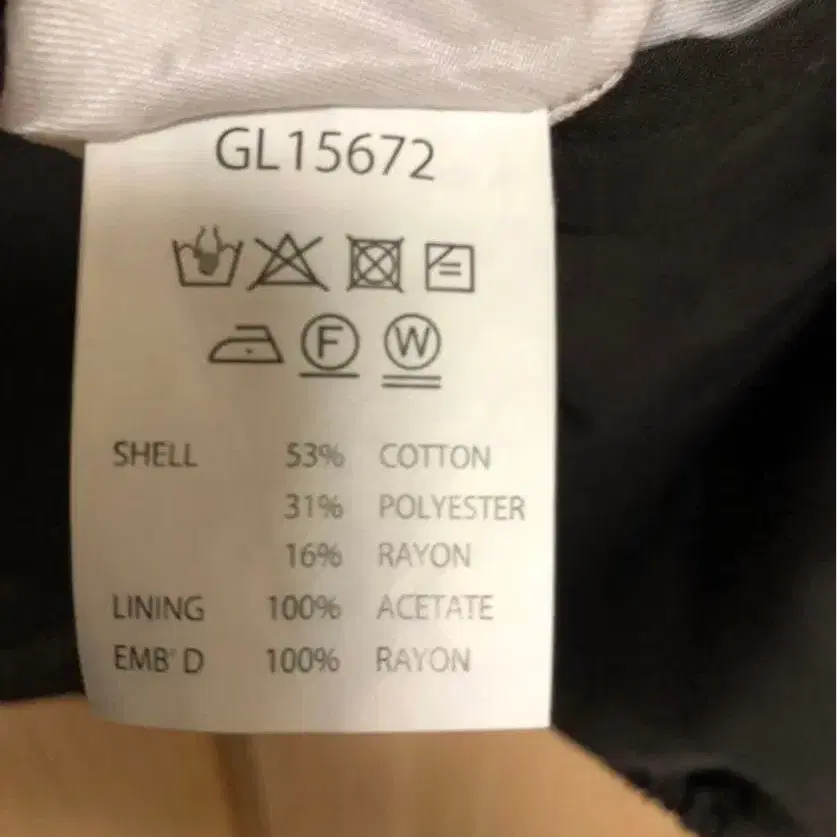 GL15672
F W
SHELL 53% COTTON
31% POLYESTER
16% RAYON
LINING 100% ACETATE
EMB' D 100% RAYON